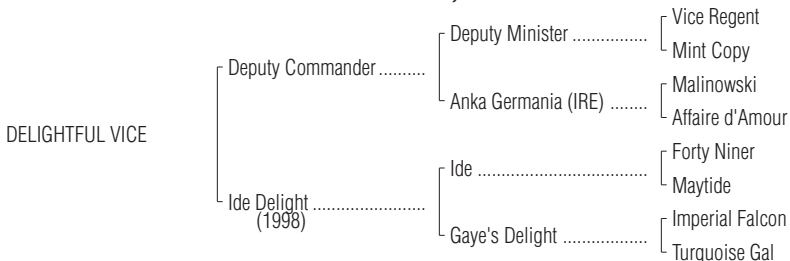 Vice Regent
Deputy Minister ................
Mint Copy
Deputy Commander ..........
Malinowski
Anka Germania (IRE) ........
Affaire d'Amour
DELIGHTFUL VICE
Forty Niner
Ide .....................................
Maytide
Ide Delight ........................
(1998)
Imperial Falcon
Gaye's Delight ..................
Turquoise Gal